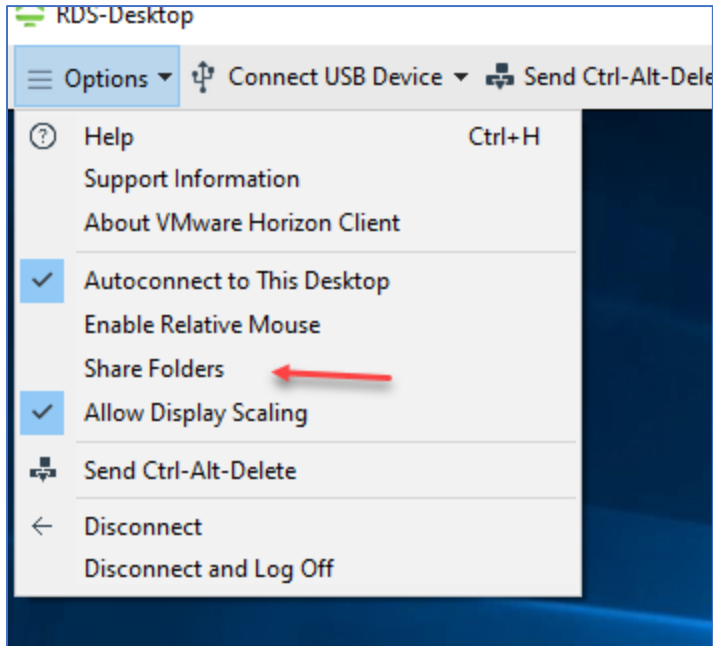 RDS-Desktop
Options Connect USB Device Send Ctrl-Alt-Dele
Help Ctrl+H
Support Information
About VMware Horizon Client
Autoconnect to This Desktop
Enable Relative Mouse
Share Folders
Allow Display Scaling
Send Ctrl-Alt-Delete
Disconnect
Disconnect and Log Off